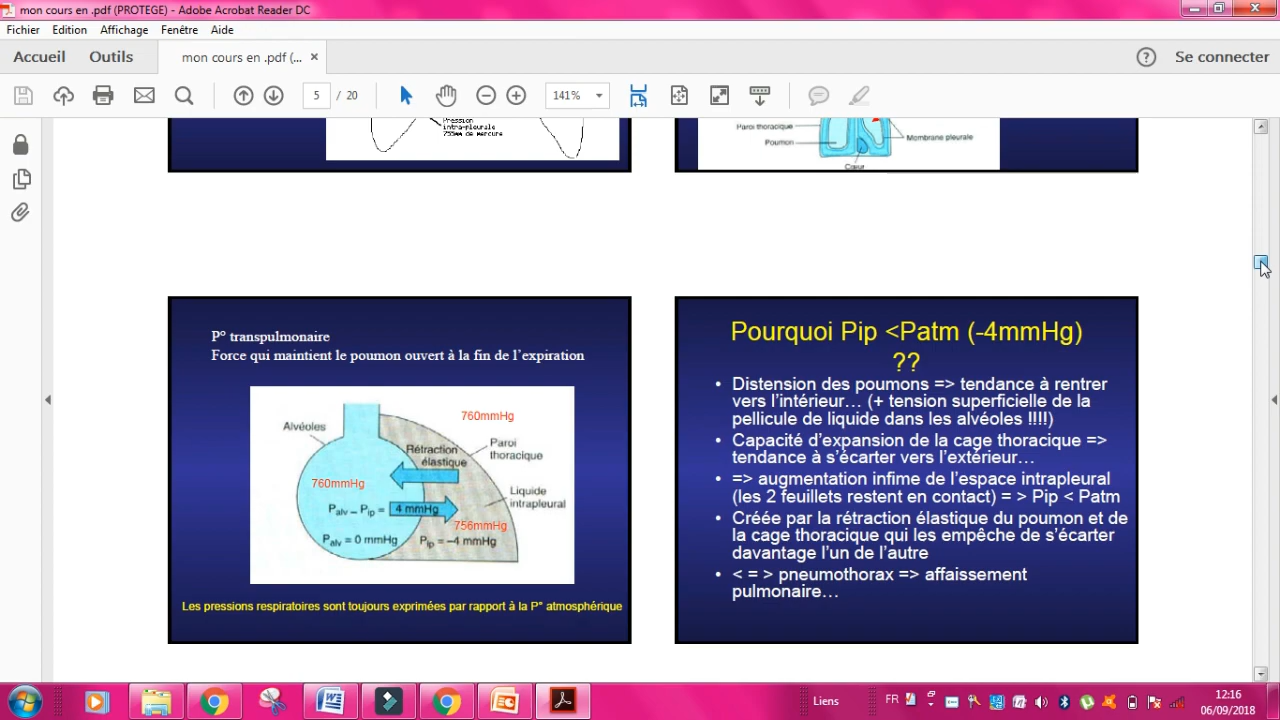 mon cours en .pdf (PROTEGE) - Adobe Acrobat Reader DC
Fichier Edition Affichage Fenêtre Aide
Accueil Outils mon cours en .pdf (... × Se connecter
5 / 20 141%
Pression
intra-pleurale
Paroi thoracique
Poumon
Membrane pleurale
Cœur
P° transpulmonaire
Force qui maintient le poumon ouvert à la fin de l'expiration
760mmHg
Alvéoles
Rétraction
élastique
Paroi
thoracique
760mmHg
Liquide
intrapleural
Palv – Pip = 4 mmHg
756mmHg
Palv = 0 mmHg Pip = –4 mmHg
Les pressions respiratoires sont toujours exprimées par rapport à la P° atmosphérique
Pourquoi Pip <Patm (-4mmHg)
??
• Distension des poumons => tendance à rentrer
vers l'intérieur… (+ tension superficielle de la
pellicule de liquide dans les alvéoles !!!!)
• Capacité d'expansion de la cage thoracique =>
tendance à s'écarter vers l'extérieur…
• => augmentation infime de l'espace intrapleural
(les 2 feuillets restent en contact) = > Pip < Patm
• Créée par la rétraction élastique du poumon et de
la cage thoracique qui les empêche de s'écarter
davantage l'un de l'autre
• < = > pneumothorax => affaissement
pulmonaire…
Liens FR 12:16
06/09/2018